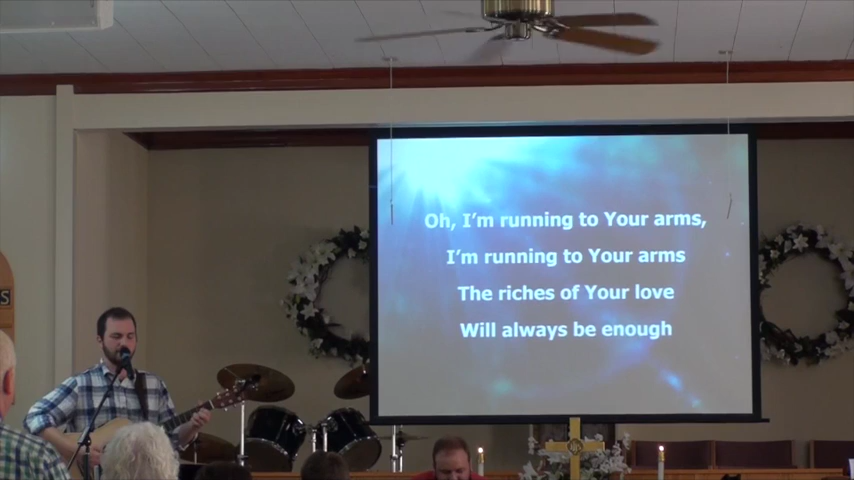 Oh, I'm running to Your arms,
I'm running to Your arms
The riches of Your love
Will always be enough